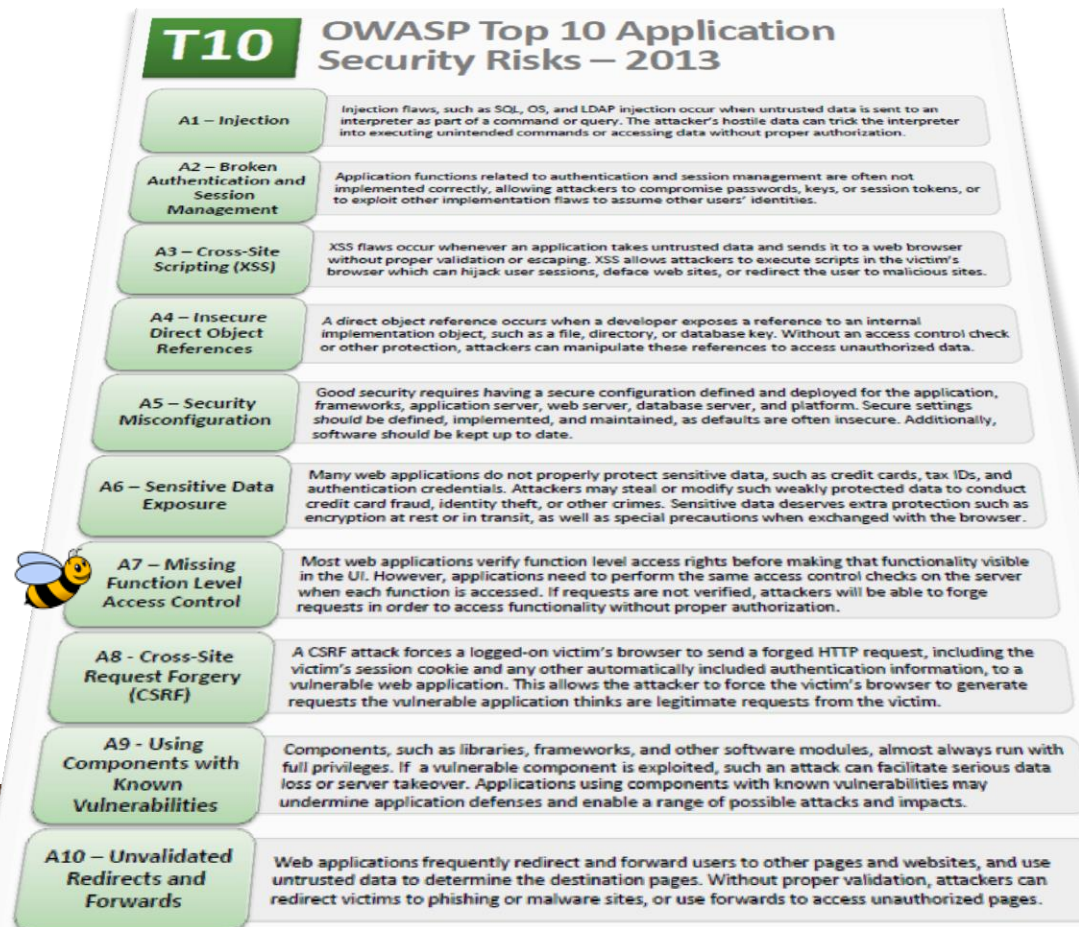 T10
OWASP Top 10 Application
Security Risks – 2013
A1 – Injection
Injection flaws, such as SQL, OS, and LDAP injection occur when untrusted data is sent to an
interpreter as part of a command or query. The attacker's hostile data can trick the interpreter
into executing unintended commands or accessing data without proper authorization.
A2 – Broken
Authentication and
Session
Management
Application functions related to authentication and session management are often not
implemented correctly, allowing attackers to compromise passwords, keys, or session tokens, or
to exploit other implementation flaws to assume other users' identities.
A3 – Cross-Site
Scripting (XSS)
XSS flaws occur whenever an application takes untrusted data and sends it to a web browser
without proper validation or escaping. XSS allows attackers to execute scripts in the victim's
browser which can hijack user sessions, deface web sites, or redirect the user to malicious sites.
A4 – Insecure
Direct Object
References
A direct object reference occurs when a developer exposes a reference to an internal
implementation object, such as a file, directory, or database key. Without an access control check
or other protection, attackers can manipulate these references to access unauthorized data.
A5 – Security
Misconfiguration
Good security requires having a secure configuration defined and deployed for the application,
frameworks, application server, web server, database server, and platform. Secure settings
should be defined, implemented, and maintained, as defaults are often insecure. Additionally,
software should be kept up to date.
A6 – Sensitive Data
Exposure
Many web applications do not properly protect sensitive data, such as credit cards, tax IDs, and
authentication credentials. Attackers may steal or modify such weakly protected data to conduct
credit card fraud, identity theft, or other crimes. Sensitive data deserves extra protection such as
encryption at rest or in transit, as well as special precautions when exchanged with the browser.
A7 – Missing
Function Level
Access Control
Most web applications verify function level access rights before making that functionality visible
in the UI. However, applications need to perform the same access control checks on the server
when each function is accessed. If requests are not verified, attackers will be able to forge
requests in order to access functionality without proper authorization.
A8 - Cross-Site
Request Forgery
(CSRF)
A CSRF attack forces a logged-on victim's browser to send a forged HTTP request, including the
victim's session cookie and any other automatically included authentication information, to a
vulnerable web application. This allows the attacker to force the victim's browser to generate
requests the vulnerable application thinks are legitimate requests from the victim.
A9 - Using
Components with
Known
Vulnerabilities
Components, such as libraries, frameworks, and other software modules, almost always run with
full privileges. If a vulnerable component is exploited, such an attack can facilitate serious data
loss or server takeover. Applications using components with known vulnerabilities may
undermine application defenses and enable a range of possible attacks and impacts.
A10 – Unvalidated
Redirects and
Forwards
Web applications frequently redirect and forward users to other pages and websites, and use
untrusted data to determine the destination pages. Without proper validation, attackers can
redirect victims to phishing or malware sites, or use forwards to access unauthorized pages.